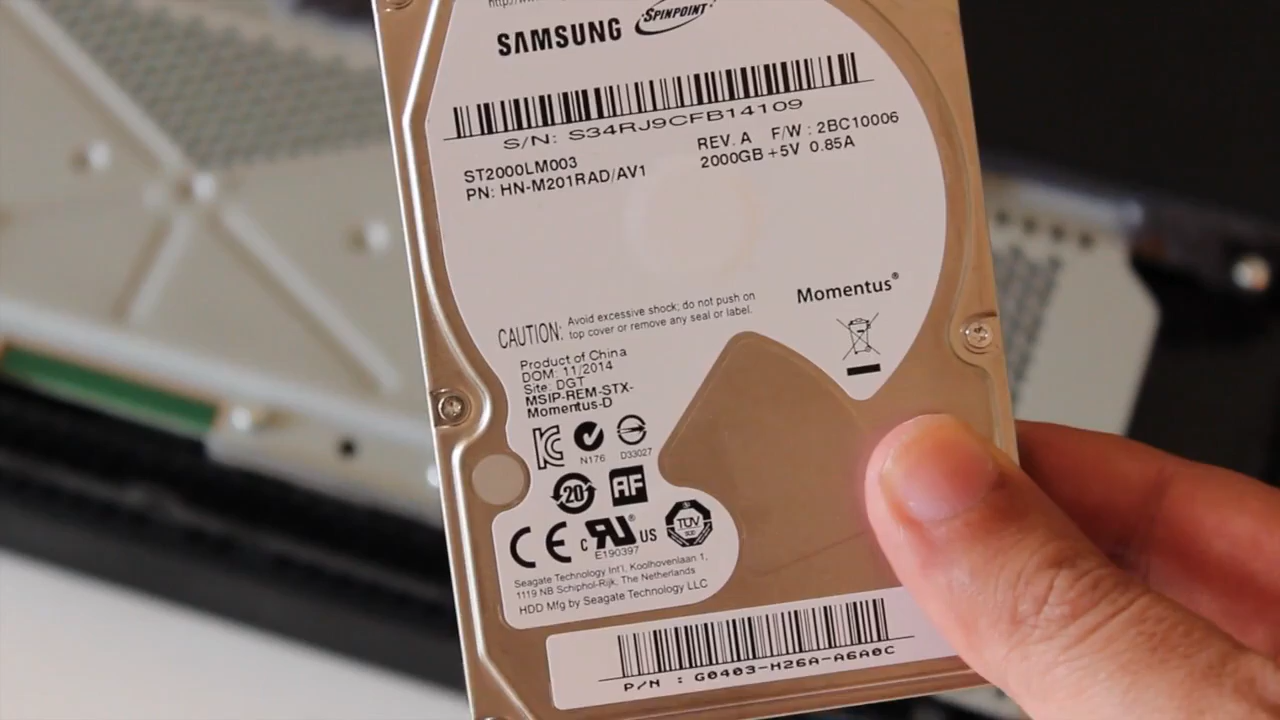 SAMSUNG SPINPOINT
S/N: S34RJ9CFB14109
ST2000LM003
REV. A F/W : 2BC10006
PN: HN-M201RAD/AV1
2000GB +5V 0.85A
Momentus®
CAUTION: Avoid excessive shock; do not push on
top cover or remove any seal or label.
Product of China
DOM: 11/2014
Site: DGT
MSIP-REM-STX-
Momentus-D
N176
D33027
20
AF
CE
c RU® US
TÜV
E190397
Seagate Technology Int'l, Koolhovenlaan 1,
1119 NB Schiphol-Rijk, The Netherlands
HDD Mfg by Seagate Technology LLC
P/N : G0403-H26A-A6A0C